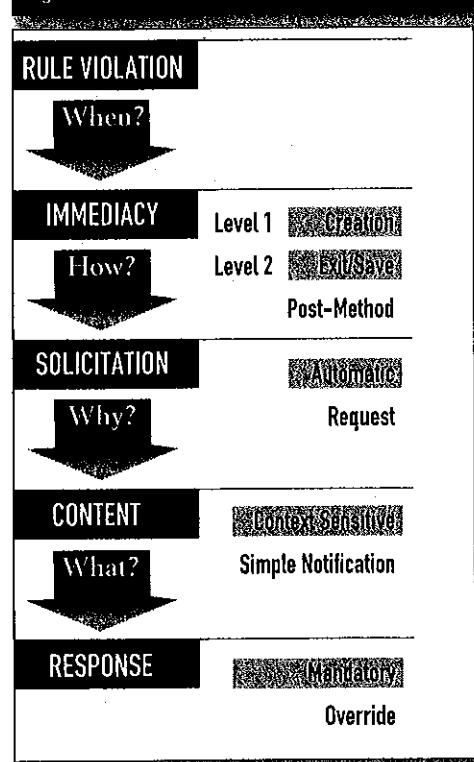 RULE VIOLATION
When?
IMMEDIACY
Level 1 Creation
How?
Level 2 Exit/Save
Post-Method
SOLICITATION
Automatic
Why?
Request
CONTENT
Context Sensitive
What?
Simple Notification
RESPONSE
Mandatory
Override